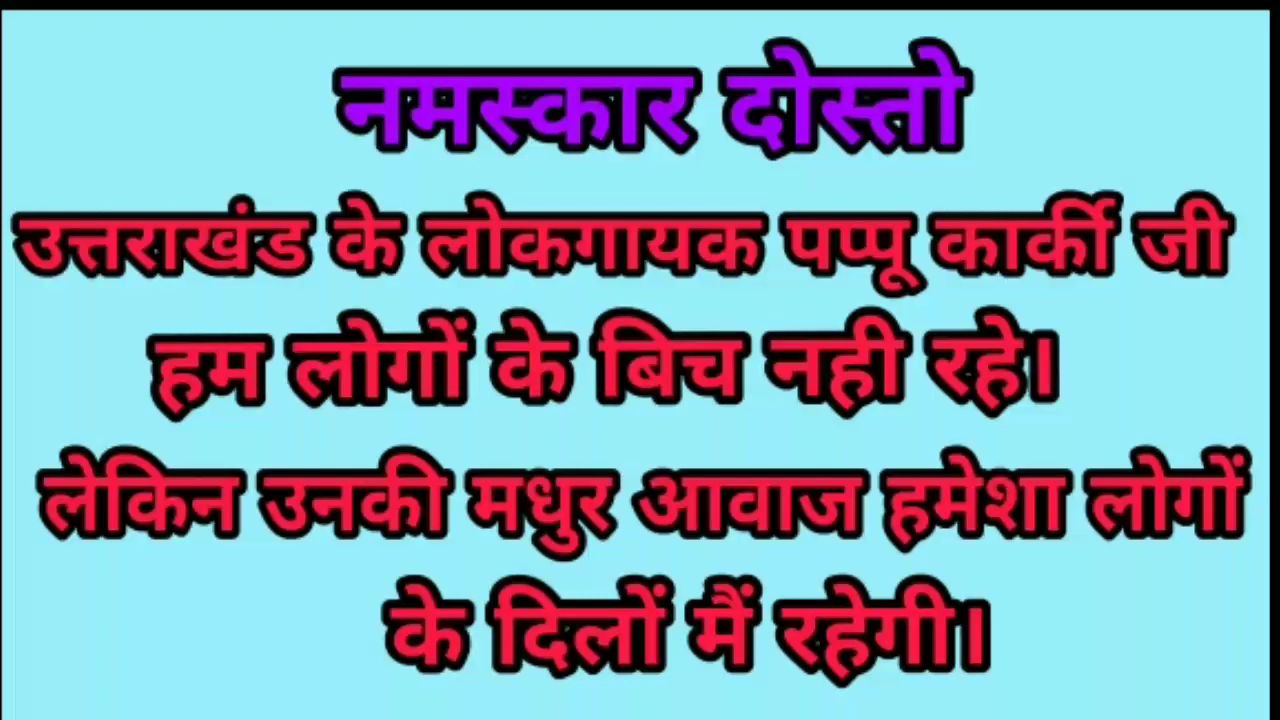 नमस्कार दोस्तो
उत्तराखंड के लोकगायक पप्पू कार्की जी
हम लोगों के बिच नही रहे।
लेकिन उनकी मधुर आवाज हमेशा लोगों
के दिलों मैं रहेगी।